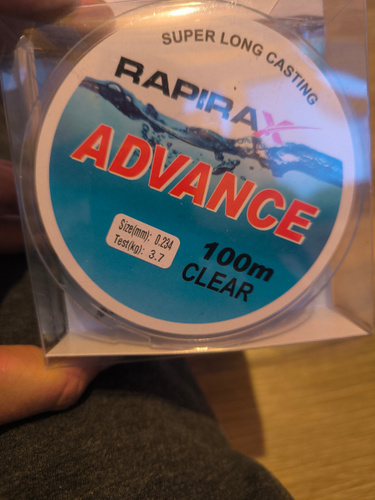 SUPER LONG CASTING
RAPIRAX
ADVANCE
Size(mm): 0.234
Test(kg): 3.7
100m
CLEAR